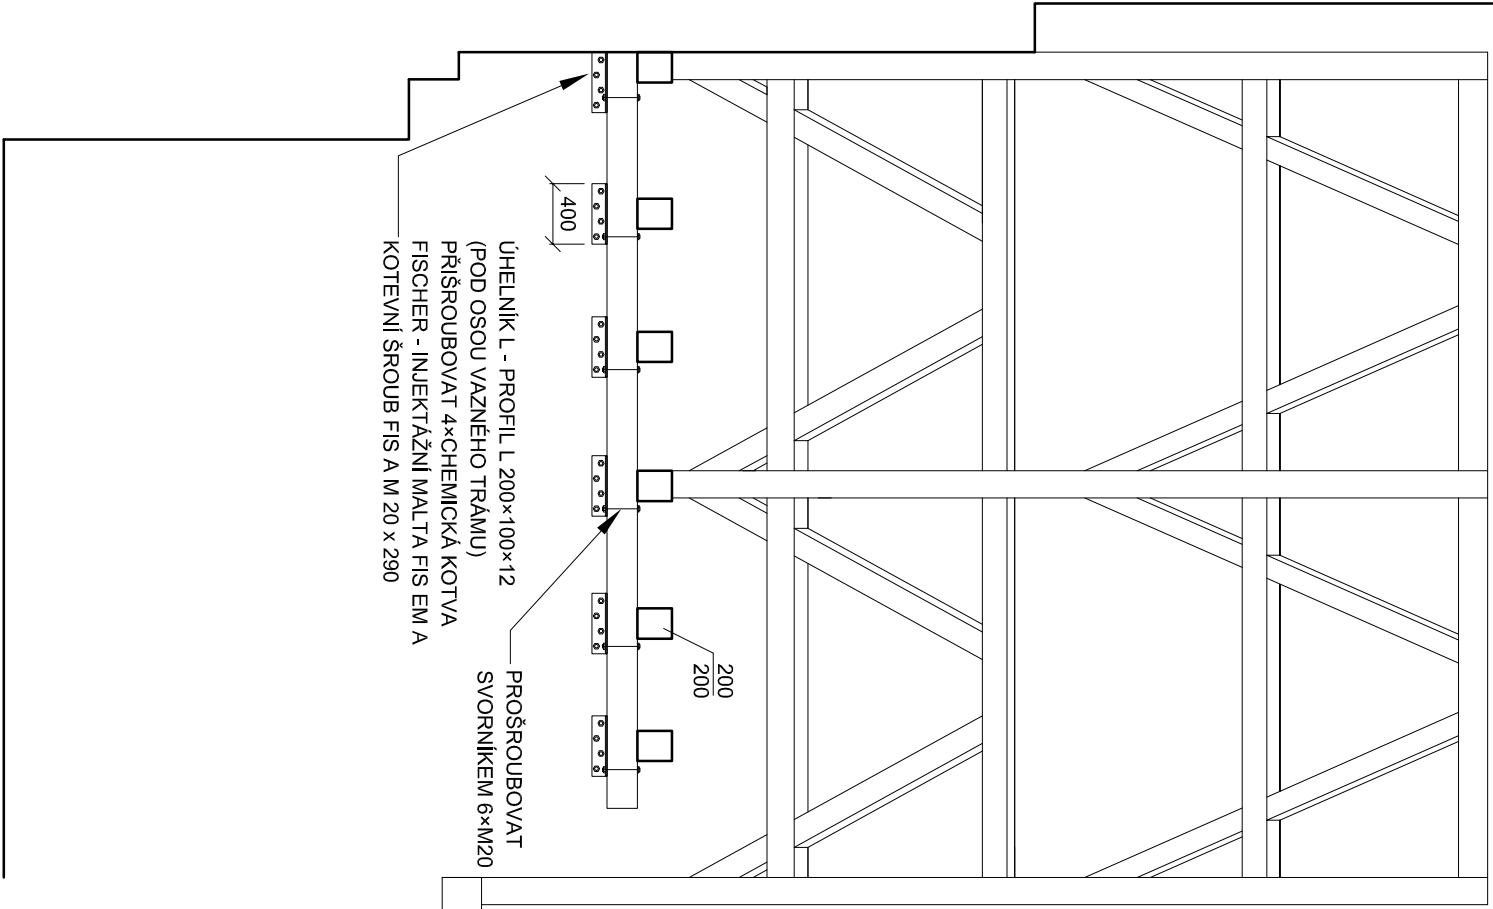 400
ÚHELNÍK L - PROFIL L 200×100×12
(POD OSOU VAZNÉHO TRÁMU)
PŘIŠROUBOVAT 4×CHEMICKÁ KOTVA
FISCHER - INJEKTÁŽNÍ MALTA FIS EM A
KOTEVNÍ ŠROUB FIS A M 20 x 290
200
200
PROŠROUBOVAT
SVORNÍKEM 6×M20